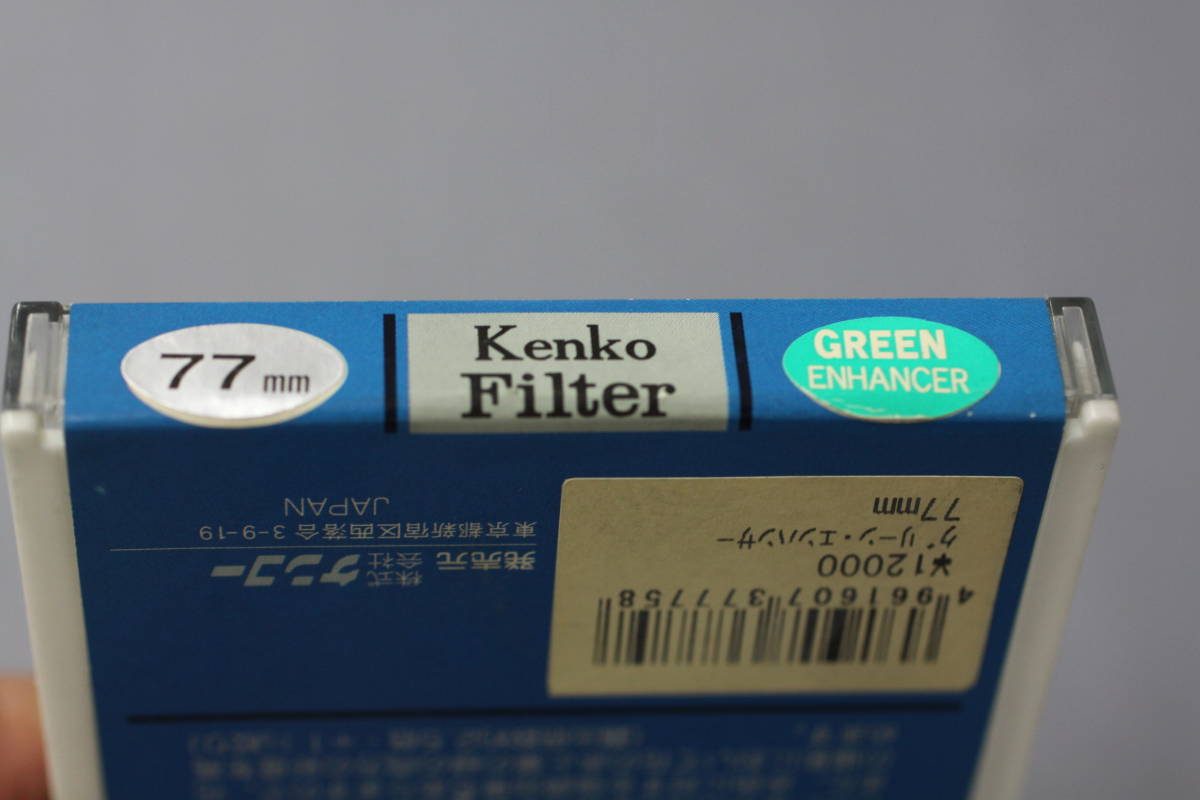 77mm
Kenko
Filter
GREEN
ENHANCER
4 961607 377758
¥12000
グリーン・エンハンサー
77mm
発売元 株式会社 ケンコー
東京都新宿区西落合 3-9-19
JAPAN